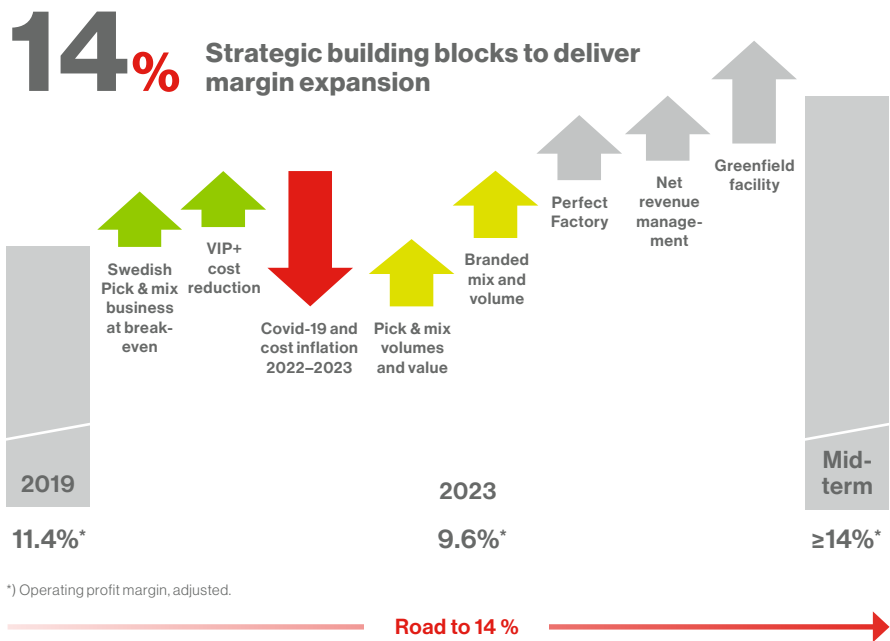 14%
Strategic building blocks to deliver
margin expansion
Swedish
Pick & mix
business
at break-
even
VIP+
cost
reduction
Covid-19 and
cost inflation
2022–2023
Pick & mix
volumes
and value
Branded
mix and
volume
Perfect
Factory
Net
revenue
manage-
ment
Greenfield
facility
2019
2023
Mid-
term
11.4%*
9.6%*
≥14%*
*) Operating profit margin, adjusted.
Road to 14 %